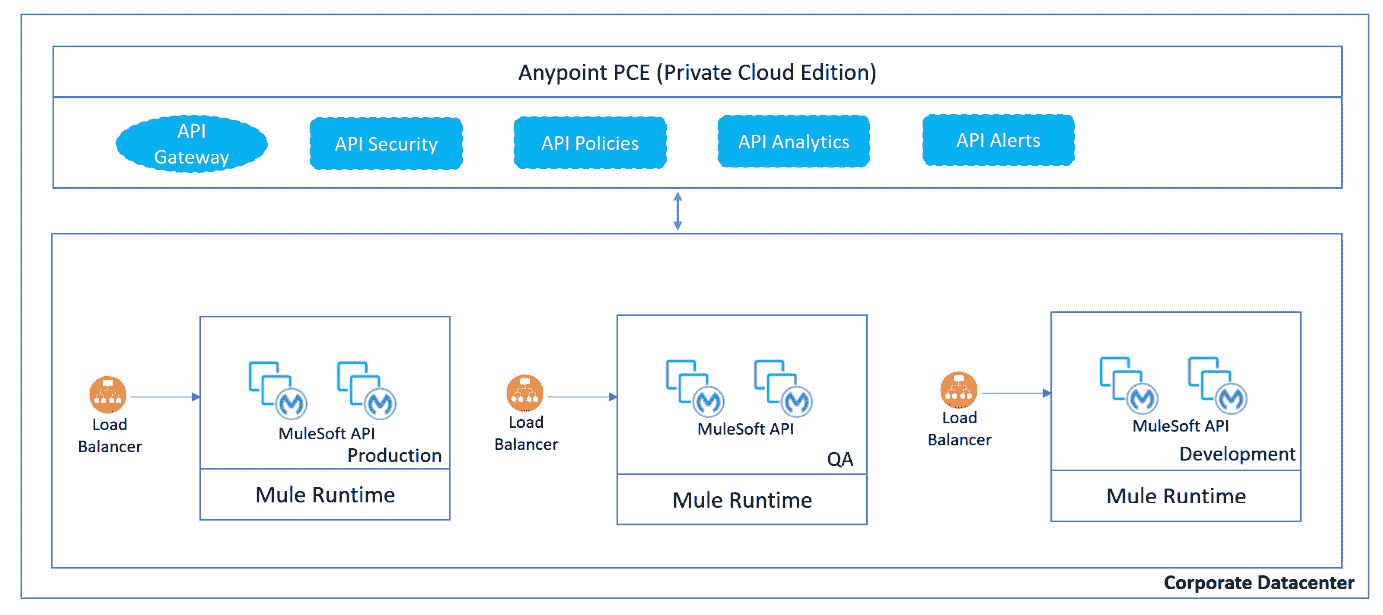 Anypoint PCE (Private Cloud Edition)
API
Gateway
API Security
API Policies
API Analytics
API Alerts
Load
Balancer
MuleSoft API
Production
Mule Runtime
Load
Balancer
MuleSoft API
QA
Mule Runtime
Load
Balancer
MuleSoft API
Development
Mule Runtime
Corporate Datacenter